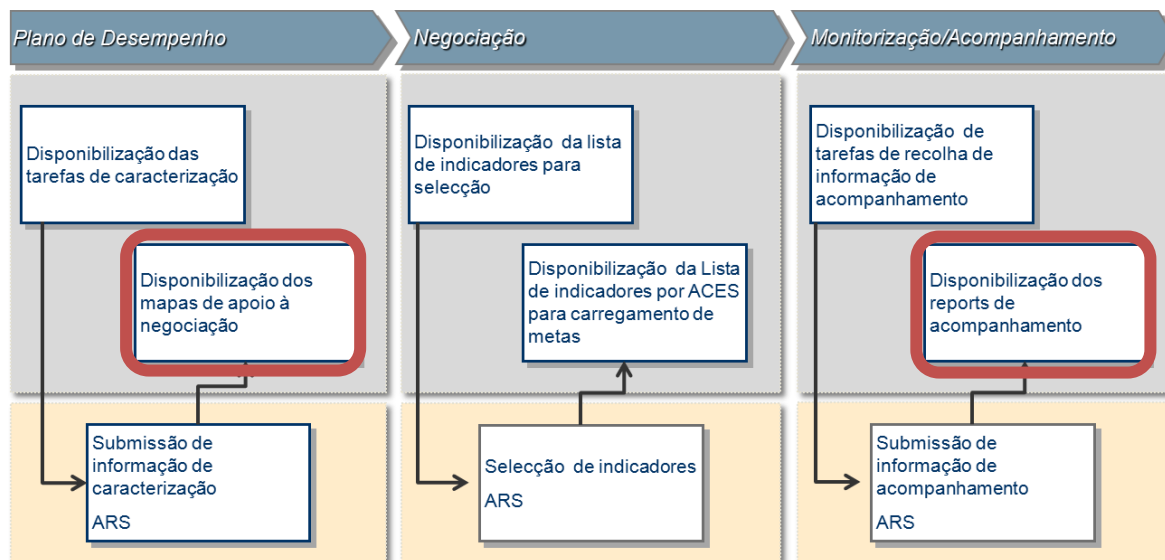 Plano de Desempenho
Negociação
Monitorização/Acompanhamento
Disponibilização das
tarefas de caracterização
Disponibilização dos
mapas de apoio à
negociação
Submissão de
informação de
caracterização
ARS
Disponibilização da lista
de indicadores para
selecção
Disponibilização da Lista
de indicadores por ACES
para carregamento de
metas
Selecção de indicadores
ARS
Disponibilização de
tarefas de recolha de
informação de
acompanhamento
Disponibilização dos
reports de
acompanhamento
Submissão de
informação de
acompanhamento
ARS